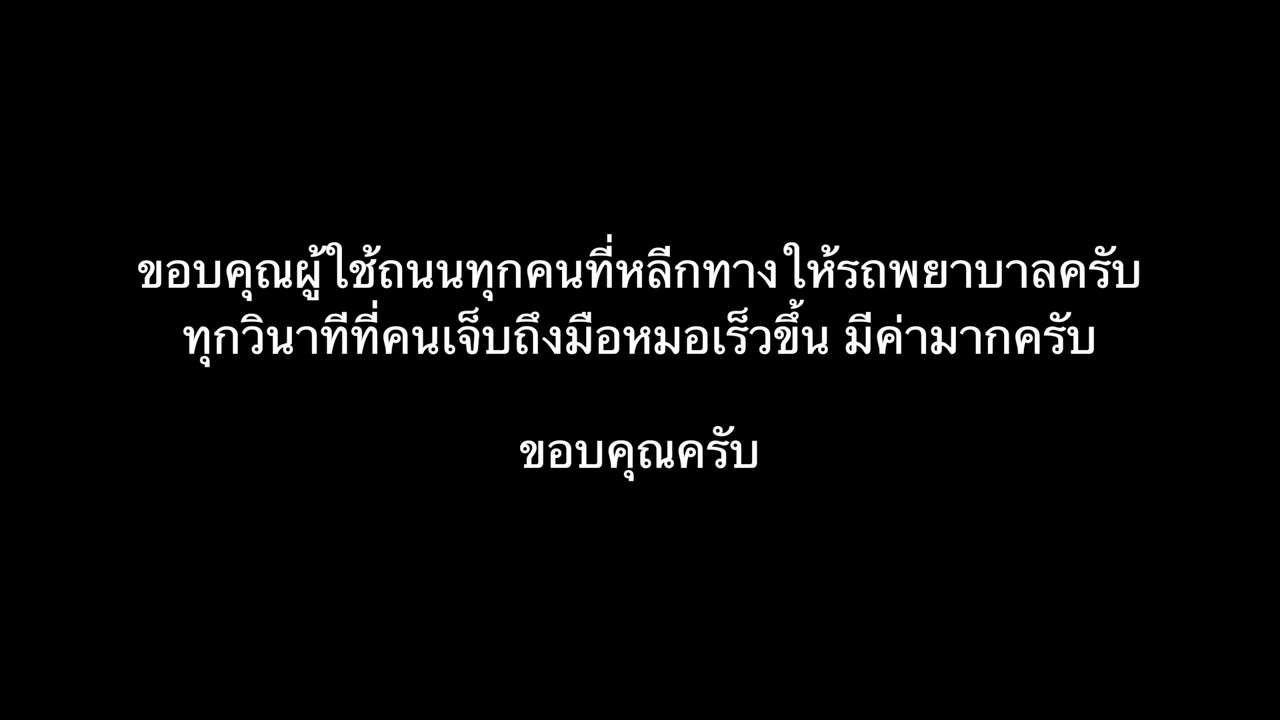 ขอบคุณผู้ใช้ถนนทุกคนที่หลีกทางให้รถพยาบาลครับ
ทุกวินาทีที่คนเจ็บถึงมือหมอเร็วขึ้น มีค่ามากครับ
ขอบคุณครับ